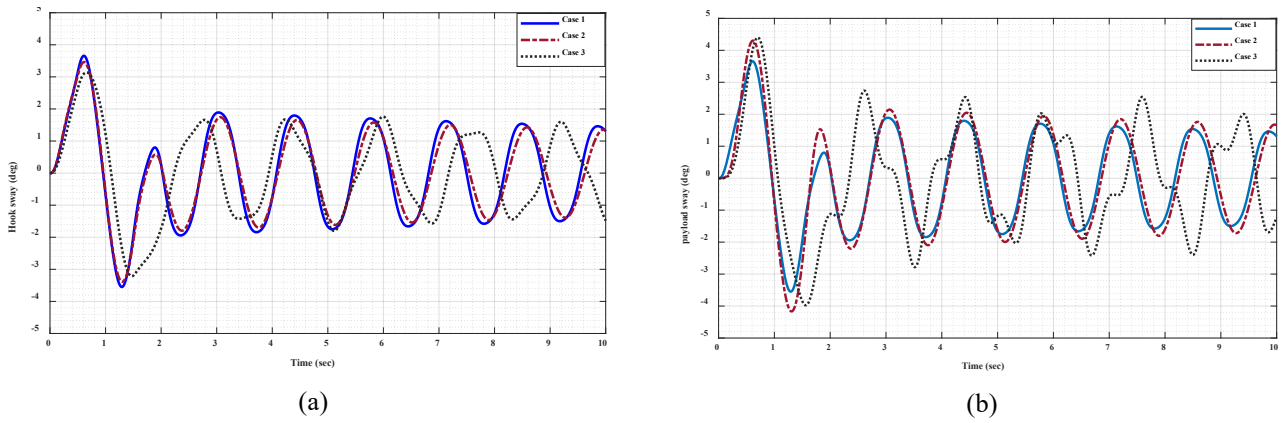 5
4
3
2
1
0
-1
-2
-3
-4
-5
Hook sway (deg)
0 1 2 3 4 5 6 7 8 9 10
Time (sec)
Case 1
Case 2
Case 3
(a)
5
4
3
2
1
0
-1
-2
-3
-4
-5
payload sway (deg)
0 1 2 3 4 5 6 7 8 9 10
Time (sec)
Case 1
Case 2
Case 3
(b)